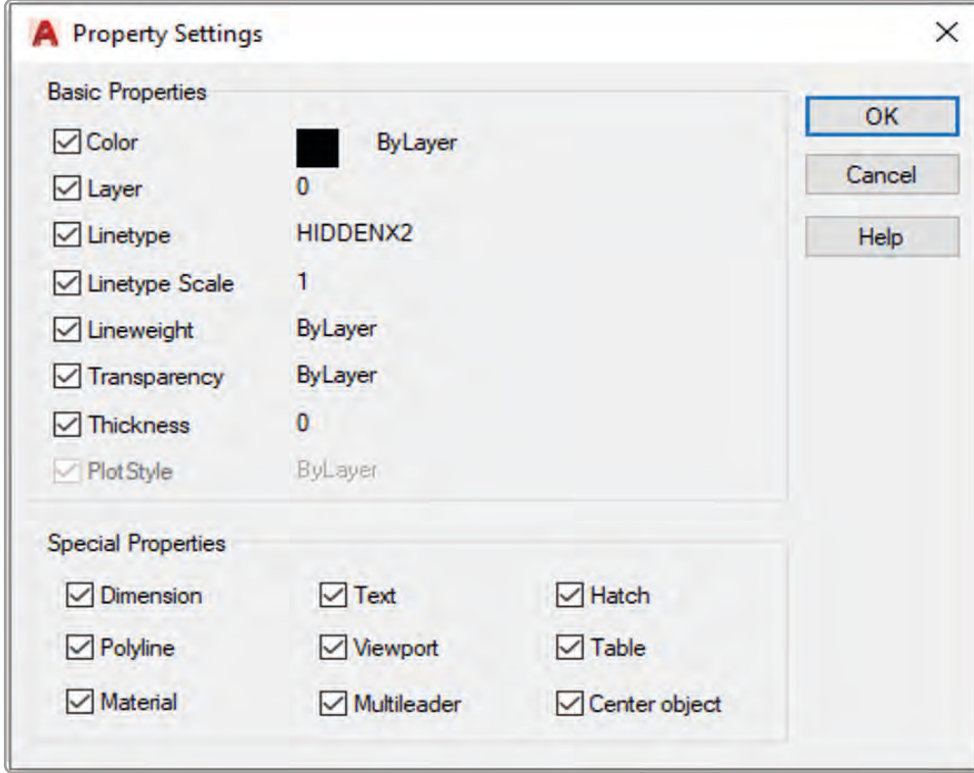 Property Settings
Basic Properties
OK
Color ByLayer
Cancel
Layer 0
Linetype HIDDENX2
Help
Linetype Scale 1
Lineweight ByLayer
Transparency ByLayer
Thickness 0
PlotStyle ByLayer
Special Properties
Dimension Text Hatch
Polyline Viewport Table
Material Multileader Center object